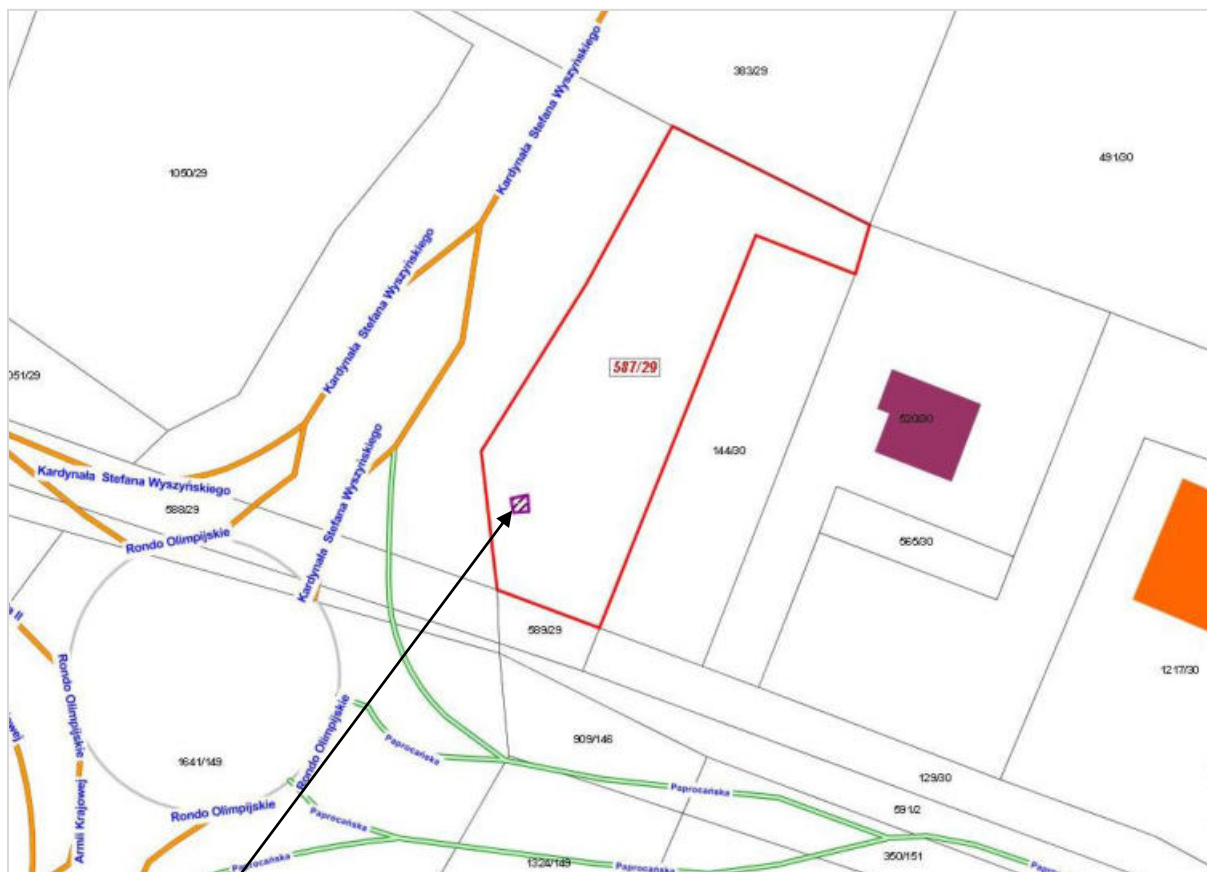 Kardynała Stefana Wyszyńskiego
383/29
491/30
1050/29
Kardynała Stefana Wyszyńskiego
587/29
051/29
520/30
144/30
Kardynała Stefana Wyszyńskiego
Kardynała Stefana Wyszyńskiego
588/29
Rondo Olimpijskie
565/30
a II
589/29
1217/30
Rondo Olimpijskie
owej
Rondo Olimpijskie
909/146
Paprocańska
1641/149
129/30
Paprocańska
591/2
Armii Krajowej
Rondo Olimpijskie
Paprocańska
Paprocańska
1324/149
Paprocańska
350/151
Pap